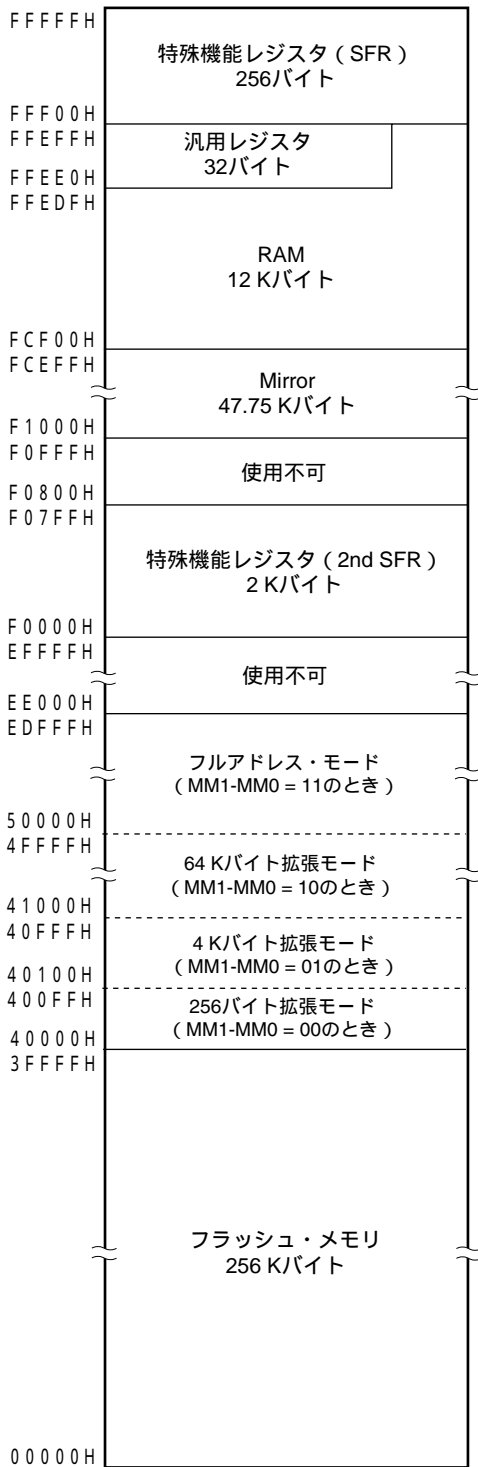 FFFFFH
特殊機能レジスタ（SFR）
256バイト
FFF00H
FFEFFH
汎用レジスタ
32バイト
FFEE0H
FFEDFH
RAM
12 Kバイト
FCF00H
FCEFFH
Mirror
47.75 Kバイト
F1000H
F0FFFH
使用不可
F0800H
F07FFH
特殊機能レジスタ（2nd SFR）
2 Kバイト
F0000H
EFFFFH
使用不可
EE000H
EDFFFH
フルアドレス・モード
（MM1-MM0 = 11のとき）
50000H
4FFFFH
64 Kバイト拡張モード
（MM1-MM0 = 10のとき）
41000H
40FFFH
4 Kバイト拡張モード
（MM1-MM0 = 01のとき）
40100H
400FFH
256バイト拡張モード
（MM1-MM0 = 00のとき）
40000H
3FFFFH
フラッシュ・メモリ
256 Kバイト
00000H